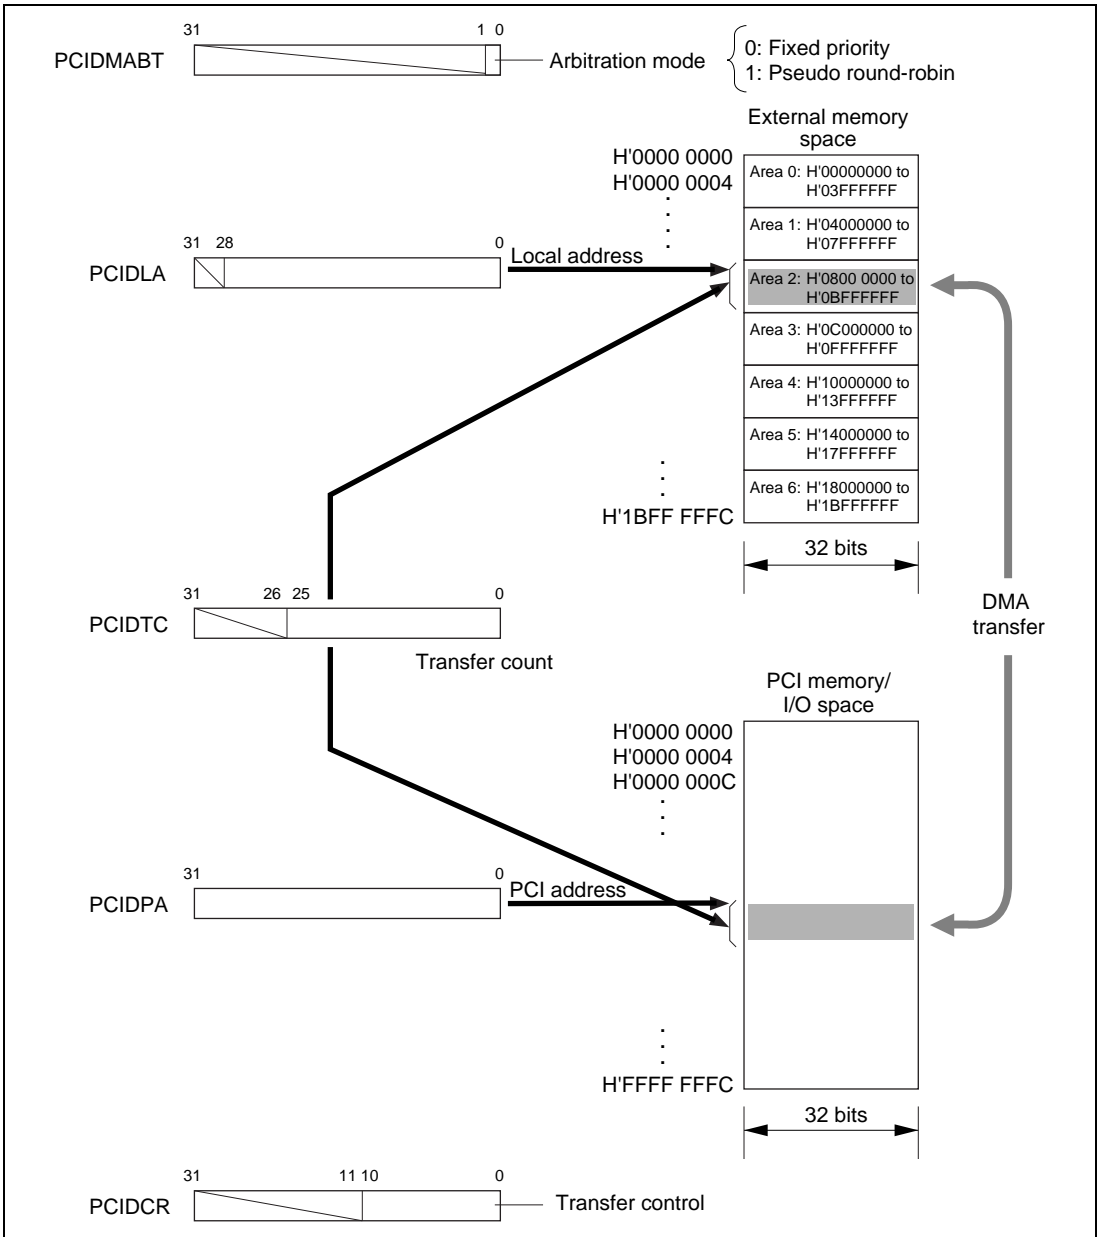 31 1 0
PCIDMABT
Arbitration mode
0: Fixed priority
1: Pseudo round-robin
External memory
space
H'0000 0000
H'0000 0004
Area 0: H'00000000 to
H'03FFFFFF
Area 1: H'04000000 to
H'07FFFFFF
31 28 0
PCIDLA
Local address
Area 2: H'0800 0000 to
H'0BFFFFFF
Area 3: H'0C000000 to
H'0FFFFFFF
Area 4: H'10000000 to
H'13FFFFFF
Area 5: H'14000000 to
H'17FFFFFF
Area 6: H'18000000 to
H'1BFFFFFF
H'1BFF FFFC
32 bits
31 26 25 0
PCIDTC
Transfer count
DMA
transfer
PCI memory/
I/O space
H'0000 0000
H'0000 0004
H'0000 000C
31 0
PCIDPA
PCI address
H'FFFF FFFC
32 bits
31 11 10 0
PCIDCR
Transfer control